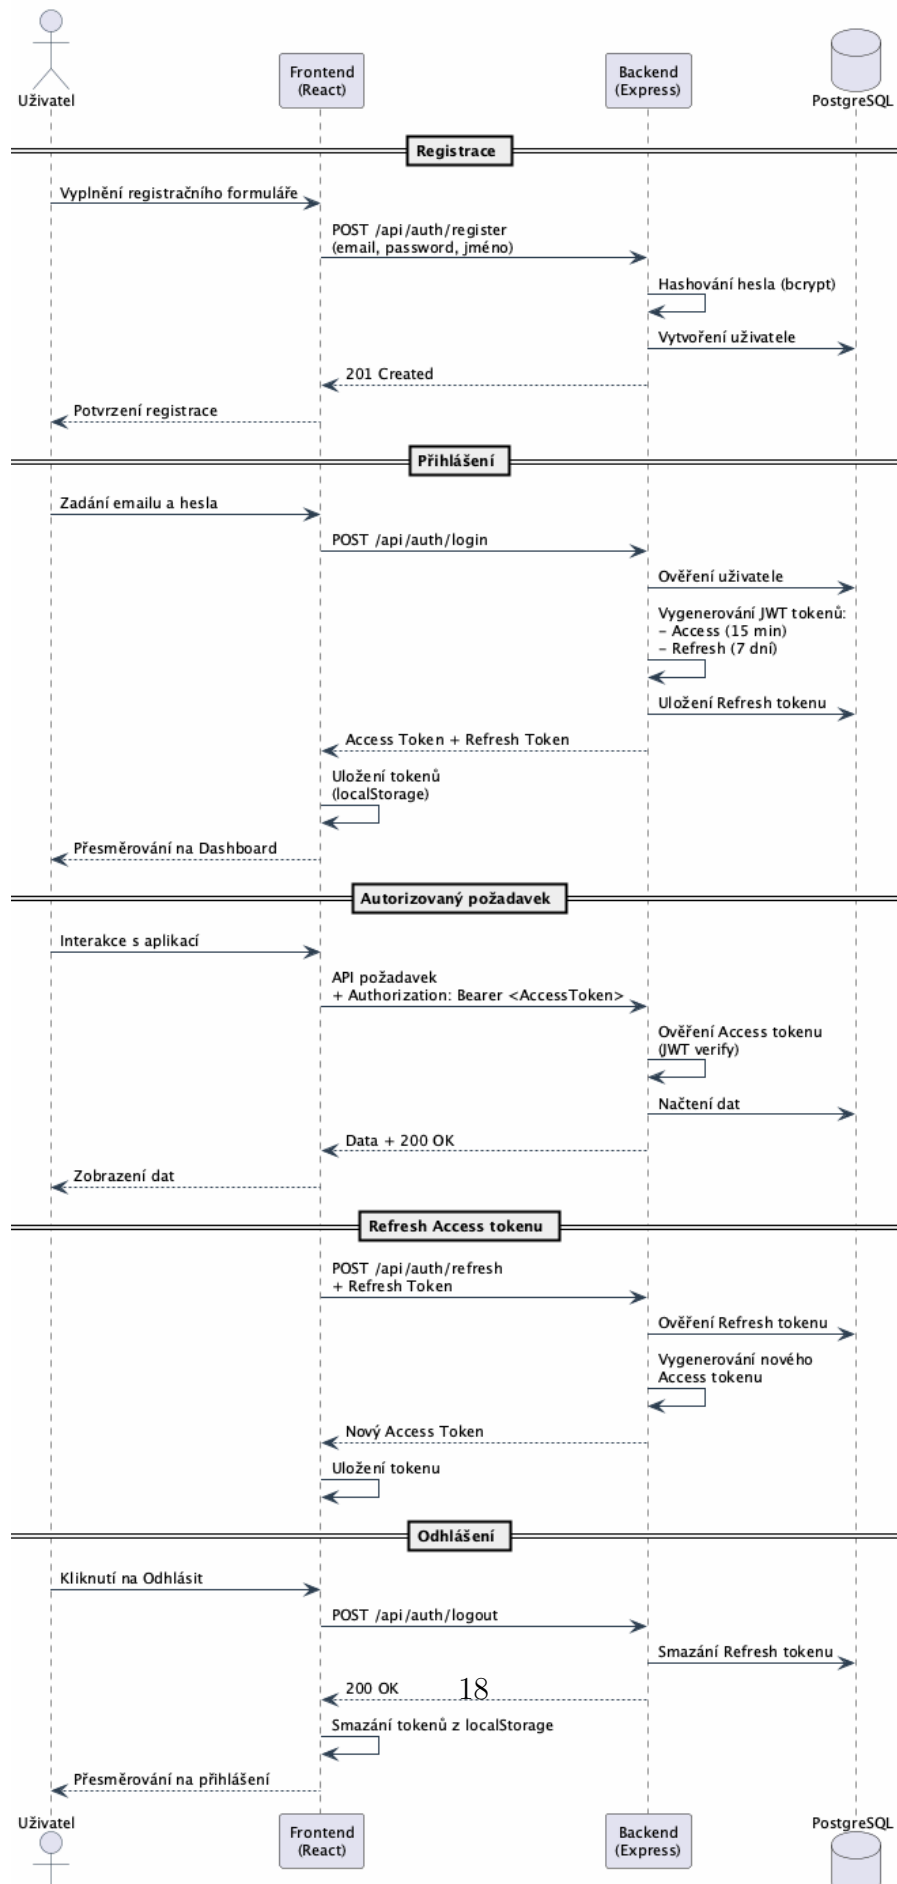 Uživatel
Frontend
(React)
Backend
(Express)
PostgreSQL
Registrace
Vyplnění registračního formuláře
POST /api/auth/register
(email, password, jméno)
Hashování hesla (bcrypt)
Vytvoření uživatele
201 Created
Potvrzení registrace
Přihlášení
Zadání emailu a hesla
POST /api/auth/login
Ověření uživatele
Vygenerování JWT tokenů:
– Access (15 min)
– Refresh (7 dní)
Uložení Refresh tokenu
Access Token + Refresh Token
Uložení tokenů
(localStorage)
Přesměrování na Dashboard
Autorizovaný požadavek
Interakce s aplikací
API požadavek
+ Authorization: Bearer <AccessToken>
Ověření Access tokenu
(JWT verify)
Načtení dat
Data + 200 OK
Zobrazení dat
Refresh Access tokenu
POST /api/auth/refresh
+ Refresh Token
Ověření Refresh tokenu
Vygenerování nového
Access tokenu
Nový Access Token
Uložení tokenu
Odhlášení
Kliknutí na Odhlásit
POST /api/auth/logout
Smazání Refresh tokenu
200 OK
18
Smazání tokenů z localStorage
Přesměrování na přihlášení
Uživatel
Frontend
(React)
Backend
(Express)
PostgreSQL